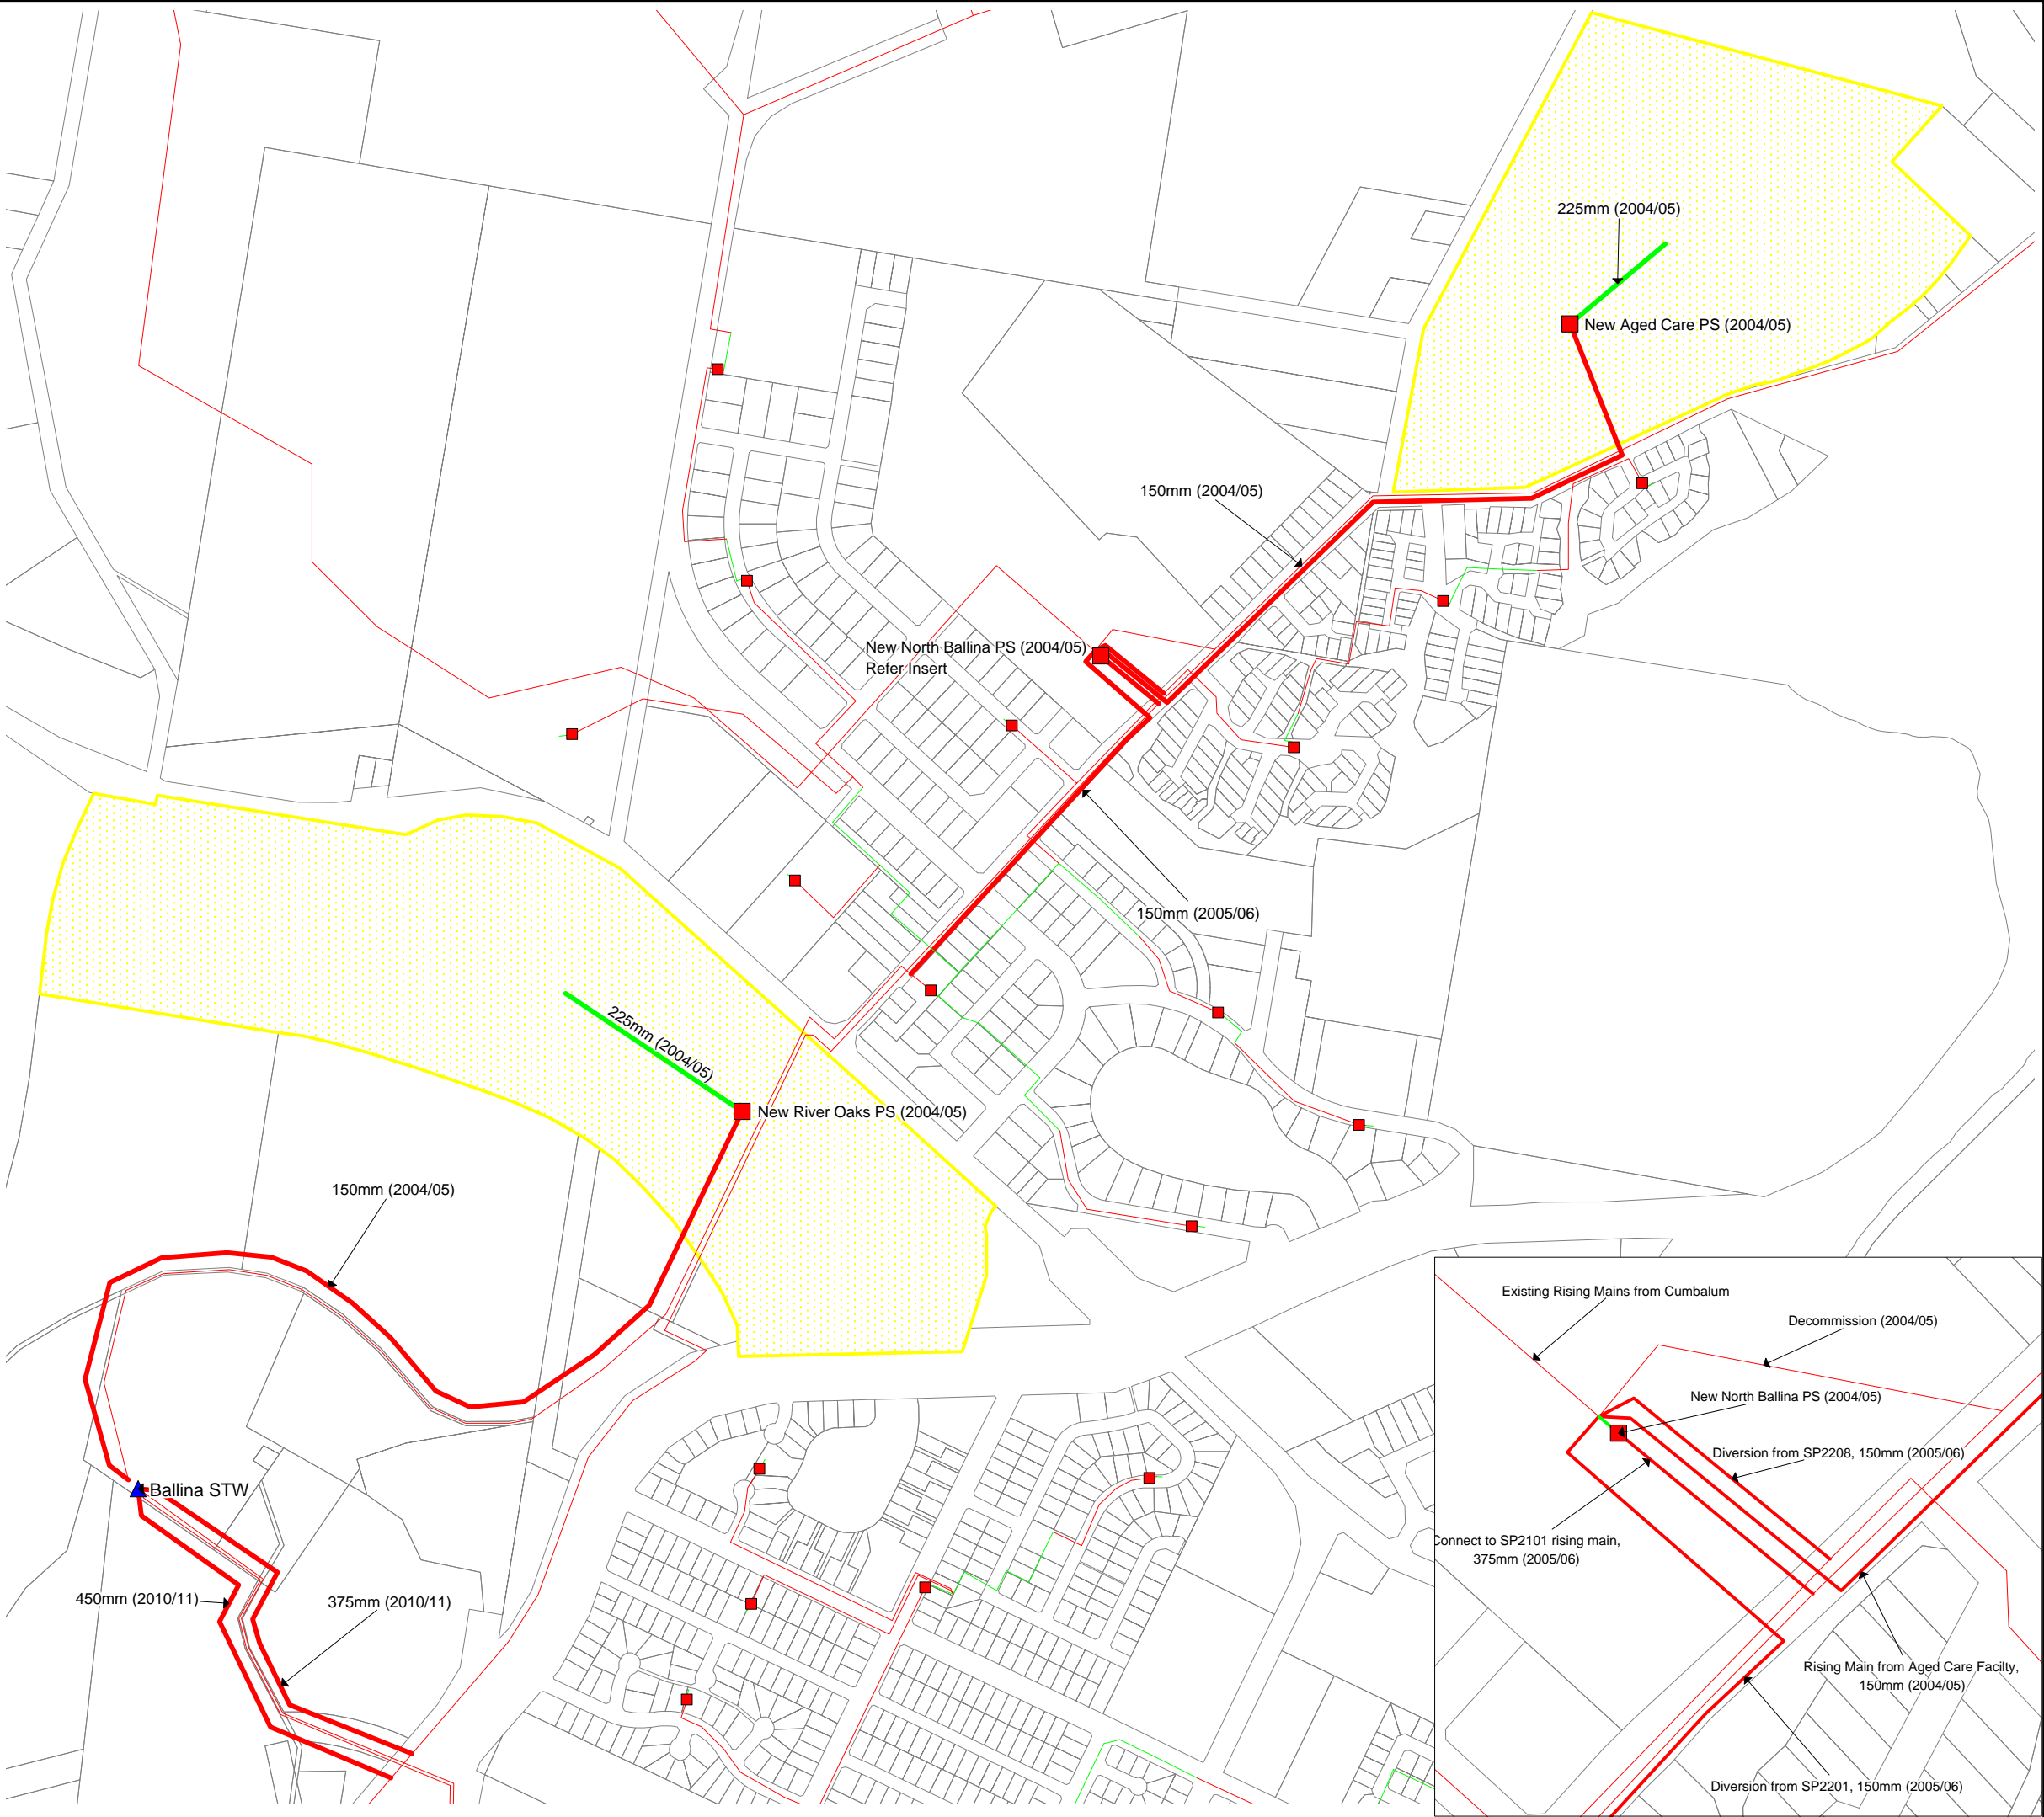 225mm (2004/05)
New Aged Care PS (2004/05)
150mm (2004/05)
New North Ballina PS (2004/05)
Refer Insert
150mm (2005/06)
225mm (2004/05)
New River Oaks PS (2004/05)
150mm (2004/05)
Ballina STW
450mm (2010/11)
375mm (2010/11)
Existing Rising Mains from Cumbalum
Decommission (2004/05)
New North Ballina PS (2004/05)
Diversion from SP2208, 150mm (2005/06)
Connect to SP2101 rising main,
375mm (2005/06)
Rising Main from Aged Care Facilty,
150mm (2004/05)
Diversion from SP2201, 150mm (2005/06)